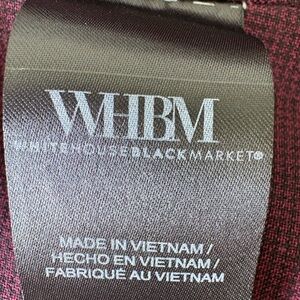 WHBM
WHITEHOUSEBLACKMARKET®
MADE IN VIETNAM /
HECHO EN VIETNAM /
FABRIQUÉ AU VIETNAM